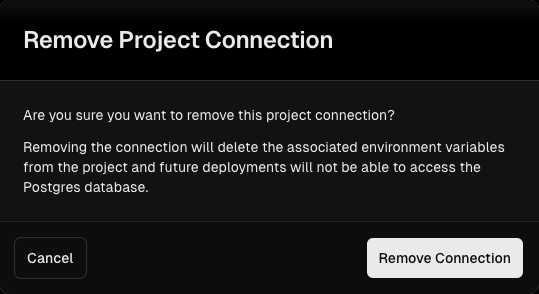 Remove Project Connection
Are you sure you want to remove this project connection?
Removing the connection will delete the associated environment variables
from the project and future deployments will not be able to access the
Postgres database.
Cancel
Remove Connection